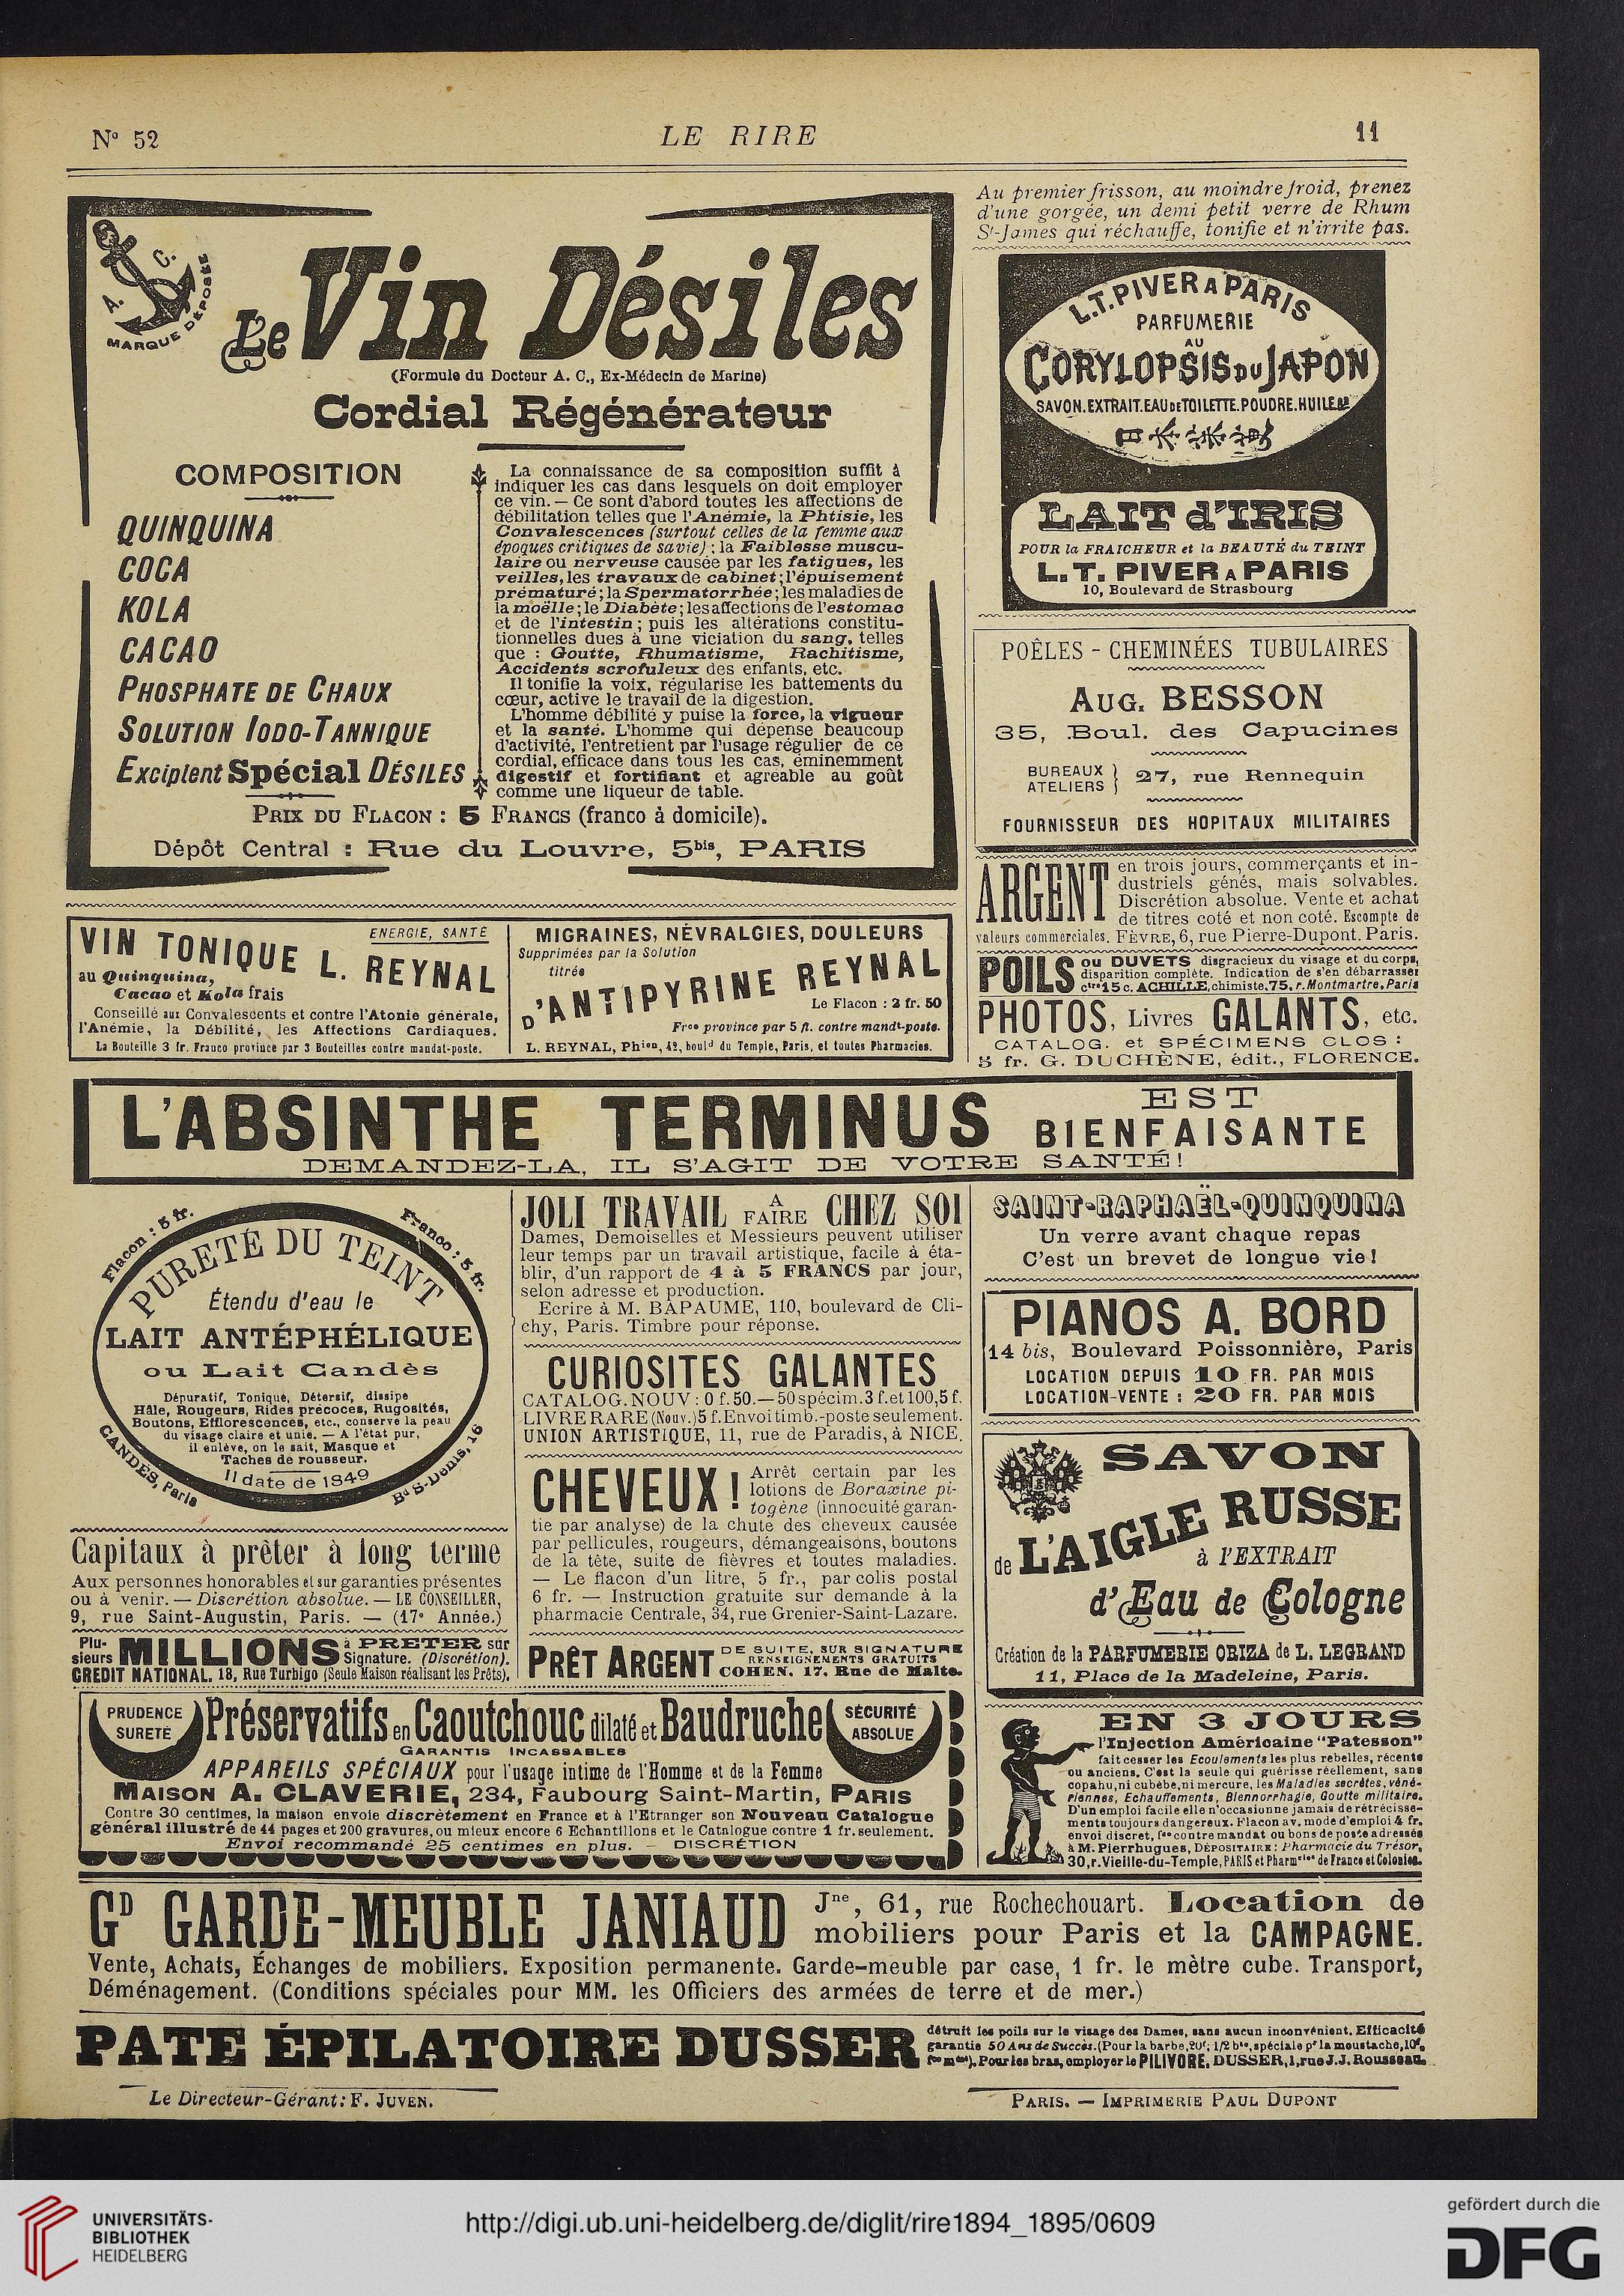 N° 52
LE RIRE
11
A. C.
MARQUE DÉPOSÉE
Le Vin Désiles
(Formule du Docteur A. C., Ex-Médecin de Marine)
Cordial Régénérateur
COMPOSITION
QUINQUINA
COCA
KOLA
CACAO
PHOSPHATE DE CHAUX
SOLUTION IODO-TANNIQUE
Excipient Spécial DÉSILES
La connaissance de sa composition suffit à
indiquer les cas dans lesquels on doit employer
ce vin. — Ce sont d'abord toutes les affections de
débilitation telles que l'Anémie, la Phtisie, les
Convalescences (surtout celles de la femme aux
époques critiques de sa vie) ; la Faiblesse muscu-
laire ou nerveuse causée par les fatigues, les
veilles, les travaux de cabinet ; l'épuisement
prématuré ; la Spermatorrhée ; les maladies de
la moëlle ; le Diabète ; les affections de l'estomac
et de l'intestin ; puis les altérations constitu-
tionnelles dues à une viciation du sang, telles
que : Goutte, Rhumatisme, Rachitisme,
Accidents scrofuleux des enfants, etc.
Il tonifie la voix, régularise les battements du
cœur, active le travail de la digestion.
L'homme débilité y puise la force, la vigueur
et la santé. L'homme qui dépense beaucoup
d'activité, l'entretient par l'usage régulier de ce
cordial, efficace dans tous les cas, éminemment
digestif et fortifiant et agréable au goût
comme une liqueur de table.
PRIX DU FLACON : 5 FRANCS (franco à domicile).
Dépôt Central : Rue du Louvre, 5bis, PARIS
Au premier frisson, au moindre froid, prenez
d'une gorgée, un demi petit verre de Rhum
St-James qui réchauffe, tonifie et n'irrite pas.
L.T. PIVER A PARIS
PARFUMERIE
AU
CORYLOPSIS DU JAPON
SAVON. EXTRAIT. EAU DE TOILETTE. POUDRE. HUILE.
LAIT d'IRIS
POUR la FRAICHEUR et la BEAUTÉ du TEINT
L. T. PIVER A PARIS
10, Boulevard de Strasbourg
POÊLES - CHEMINÉES TUBULAIRES
AUG. BESSON
35, Boul. des Capucines
BUREAUX
ATELIERS } 27, rue Rennequin
FOURNISSEUR DES HOPITAUX MILITAIRES
ARGENT en trois jours, commerçants et in-
dustriels génés, mais solvables.
Discrétion absolue. Vente et achat
de titres coté et non coté. Escompte de
valeurs commerciales. FÈVRE, 6, rue Pierre-Dupont. Paris.
POILS ou DUVETS disgracieux du visage et du corps,
disparition complète. Indication de s'en débarrasser
ctre 15 c. ACHILLE, chimiste, 75, r. Montmartre, Paris
PHOTOS, Livres GALANTS, etc.
CATALOG. et SPÉCIMENS CLOS :
5 fr. G. DUCHÈNE, édit., FLORENCE.
ENERGIE, SANTÉ
VIN TONIQUE L. REYNAL
au Quinquina,
Cacao et Kola frais
Conseillé aux Convalescents et contre l'Atonie générale,
l'Anémie, la Débilité, les Affections Cardiaques.
La Bouteille 3 fr. Franco province par 3 Bouteilles contre mandat-poste.
MIGRAINES, NÉVRALGIES, DOULEURS
Supprimées par la Solution
titrée
D'ANTIPYRINE REYNAL
Le Flacon : 2 fr. 50
Frco province par 5 fl. contre mandt-poste.
L. REYNAL, Phien, 42, bould du Temple, Paris, et toutes Pharmacies.
L'ABSINTHE TERMINUS EST
BIENFAISANTE
DEMANDEZ-LA, IL S'AGIT DE VOTRE SANTÉ !
Flacon : 5 fr.
Franco : 5 fr.
PURETÉ DU TEINT
Étendu d'eau le
LAIT ANTÉPHÉLIQUE
ou Lait Candès
Dépuratif, Tonique, Détersif, dissipe
Hâle, Rougeurs, Rides précoces, Rugosités,
Boutons, Efflorescences, etc., conserve la peau
du visage claire et unie. — A l'état pur,
il enlève, on le sait, Masque et
Taches de rousseur.
Il date de 1849
CANDÈS, Paris
Bd S-Denis, 16
Capitaux à prêter à long terme
Aux personnes honorables et sur garanties présentes
ou à venir. — Discrétion absolue. — LE CONSEILLER,
9, rue Saint-Augustin, Paris. — (17e Année.)
Plu-
sieurs MILLIONS à PRETER sur
Signature. (Discrétion).
CREDIT NATIONAL. 18, Rue Turbigo (Seule Maison réalisant les Prêts).
JOLI TRAVAIL A FAIRE CHEZ SOI
Dames, Demoiselles et Messieurs peuvent utiliser
leur temps par un travail artistique, facile à éta-
blir, d'un rapport de 4 à 5 FRANCS par jour,
selon adresse et production.
Ecrire à M. BAPAUME, 110, boulevard de Cli-
chy, Paris. Timbre pour réponse.
CURIOSITES GALANTES
CATALOG. NOUV : 0 f. 50. — 50 spécim. 3 f. et 100, 5 f.
LIVRE RARE (Nouv.) 5 f. Envoi timb.-poste seulement.
UNION ARTISTIQUE, 11, rue de Paradis, à NICE.
CHEVEUX ! Arrêt certain par les
lotions de Boraxine pi-
togène (innocuité garan-
tie par analyse) de la chute des cheveux causée
par pellicules, rougeurs, démangeaisons, boutons
de la tête, suite de fièvres et toutes maladies.
— Le flacon d'un litre, 5 fr., par colis postal
6 fr. — Instruction gratuite sur demande à la
pharmacie Centrale, 34, rue Grenier-Saint-Lazare.
PRÊT ARGENT DE SUITE, SUR SIGNATURE
RENSEIGNEMENTS GRATUITS
COHEN. 17. Rue de Malte.
SAINT-RAPHAËL-QUINQUINA
Un verre avant chaque repas
C'est un brevet de longue vie !
PIANOS A. BORD
14 bis, Boulevard Poissonnière, Paris
LOCATION DEPUIS 10 FR. PAR MOIS
LOCATION-VENTE : 20 FR. PAR MOIS
SAVON
de L'AIGLE RUSSE
à l'EXTRAIT
d'Eau de Cologne
Création de la PARFUMERIE ORIZA de L. LEGRAND
11, Place de la Madeleine, Paris.
PRUDENCE
SURETÉ
Préservatifs en Caoutchouc dilaté et Baudruche
SÉCURITÉ
ABSOLUE
GARANTIS INCASSABLES
APPAREILS SPÉCIAUX pour l'usage intime de l'Homme et de la Femme
MAISON A. CLAVERIE, 234, Faubourg Saint-Martin, PARIS
Contre 30 centimes, la maison envoie discrètement en France et à l'Etranger son Nouveau Catalogue
général illustré de 44 pages et 200 gravures, ou mieux encore 6 Echantillons et le Catalogue contre 1 fr. seulement.
Envoi recommandé 25 centimes en plus. — DISCRÉTION
EN 3 JOURS
l'Injection Américaine "Patesson"
fait cesser les Ecoulements les plus rebelles, récents
ou anciens. C'est la seule qui guérisse réellement, sans
copahu, ni cubèbe, ni mercure, les Maladies secrètes, véné-
riennes, Echauffements, Blennorrhagie, Goutte militaire.
D'un emploi facile elle n'occasionne jamais de rétrécisse-
ments toujours dangereux. Flacon av. mode d'emploi 4 fr.
envoi discret, fco contre mandat ou bons de poste adressés
à M. Pierrhugues, DÉPOSITAIRE : Pharmacie du Trésor,
30, r. Vieille-du-Temple, PARIS et Pharmcies de France et Colonies.
GD GARDE-MEUBLE JANIAUD Jne, 61, rue Rochechouart. Location de
mobiliers pour Paris et la CAMPAGNE.
Vente, Achats, Échanges de mobiliers. Exposition permanente. Garde-meuble par case, 1 fr. le mètre cube. Transport,
Déménagement. (Conditions spéciales pour MM. les Officiers des armées de terre et de mer.)
PATE ÉPILATOIRE DUSSER détruit les poils sur le visage des Dames, sans aucun inconvénient. Efficacité
garantie 50 Ans de Succès. (Pour la barbe, 20f; 1/2 bte, spéciale pr la moustache, 10f,
Pour les bras, employer le PILIVORE. DUSSER, 1, rue J.J. Rousseau.
Le Directeur-Gérant : F. JUVEN.
PARIS. — IMPRIMERIE PAUL DUPONT
UNIVERSITÄTS-
BIBLIOTHEK
HEIDELBERG
http://digi.ub.uni-heidelberg.de/diglit/rire1894_1895/0609
gefördert durch die
DFG